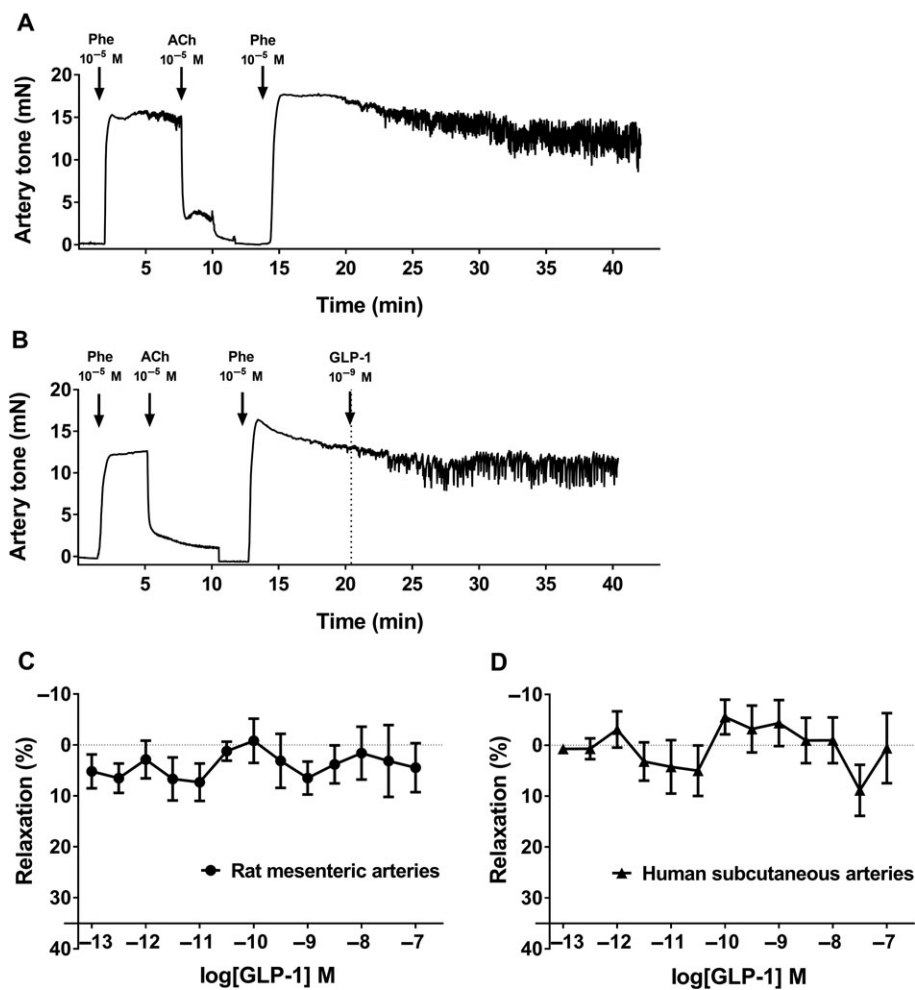 A
Phe ACh Phe
10⁻⁵ M 10⁻⁵ M 10⁻⁵ M
20
15
10
5
0
Artery tone (mN)
5 10 15 20 25 30 35 40
Time (min)
B
Phe ACh Phe GLP-1
10⁻⁵ M 10⁻⁵ M 10⁻⁵ M 10⁻⁹ M
20
15
10
5
0
Artery tone (mN)
5 10 15 20 25 30 35 40
Time (min)
C
–10
0
10
20
30
40
Relaxation (%)
Rat mesenteric arteries
–13 –12 –11 –10 –9 –8 –7
log[GLP-1] M
D
–10
0
10
20
30
40
Relaxation (%)
Human subcutaneous arteries
–13 –12 –11 –10 –9 –8 –7
log[GLP-1] M